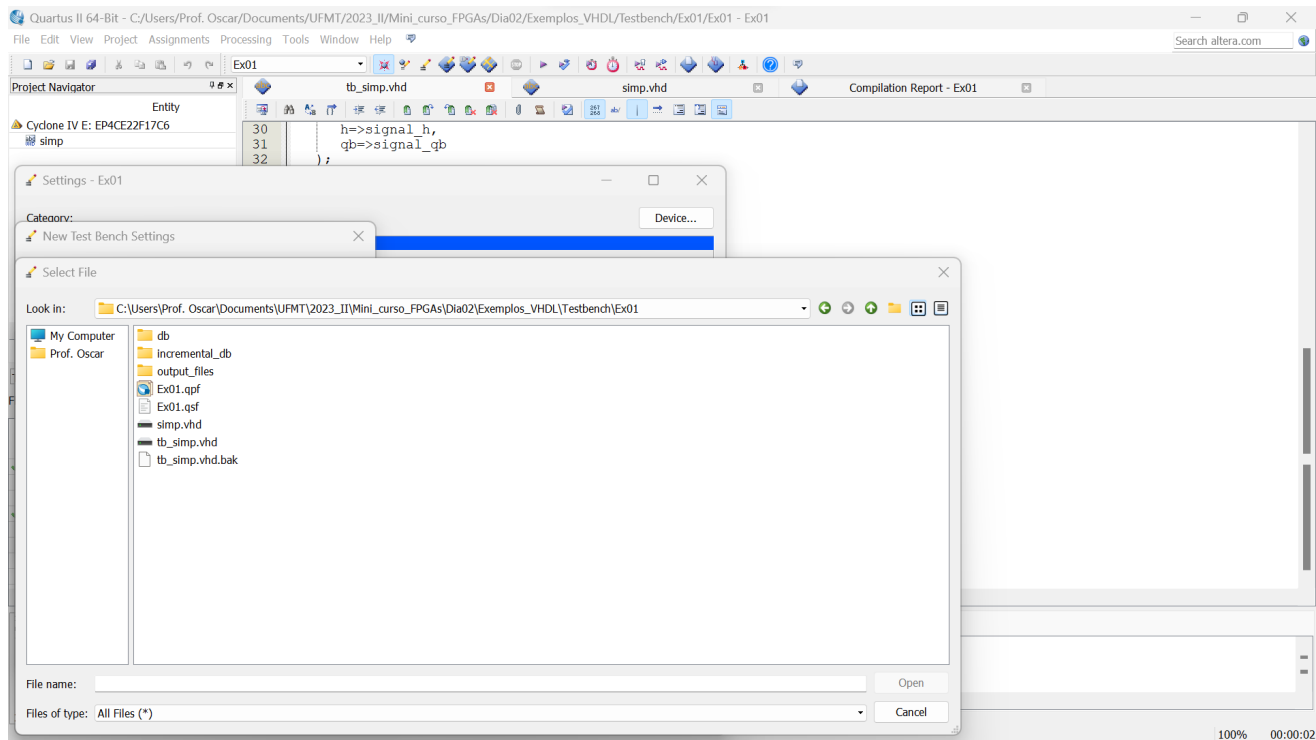 Quartus II 64-Bit - C:/Users/Prof. Oscar/Documents/UFMT/2023_II/Mini_curso_FPGAs/Dia02/Exemplos_VHDL/Testbench/Ex01/Ex01 - Ex01
File Edit View Project Assignments Processing Tools Window Help
Search altera.com
Ex01
Project Navigator
tb_simp.vhd
simp.vhd
Compilation Report - Ex01
Entity
267
268
ab/
Cyclone IV E: EP4CE22F17C6
simp
30 h=>signal_h,
31 qb=>signal_qb
32 );
Settings - Ex01
Category:
Device...
New Test Bench Settings
Select File
Look in: C:\Users\Prof. Oscar\Documents\UFMT\2023_II\Mini_curso_FPGAs\Dia02\Exemplos_VHDL\Testbench\Ex01
My Computer
Prof. Oscar
db
incremental_db
output_files
Ex01.qpf
Ex01.qsf
simp.vhd
tb_simp.vhd
tb_simp.vhd.bak
File name:
Open
Files of type: All Files (*)
Cancel
100% 00:00:0